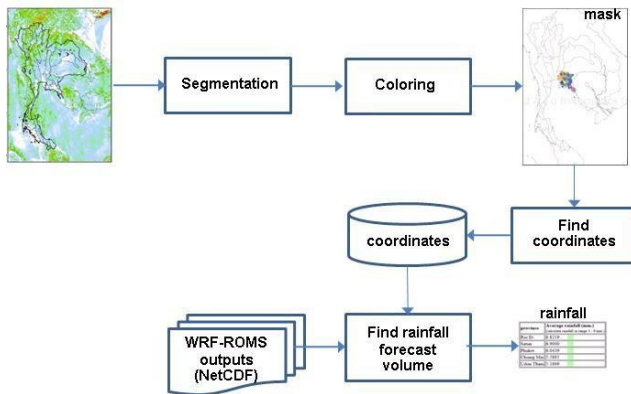 mask
Segmentation
Coloring
coordinates
Find
coordinates
WRF-ROMS
outputs
(NetCDF)
Find rainfall
forecast
volume
rainfall
province Average rainfall (mm.)